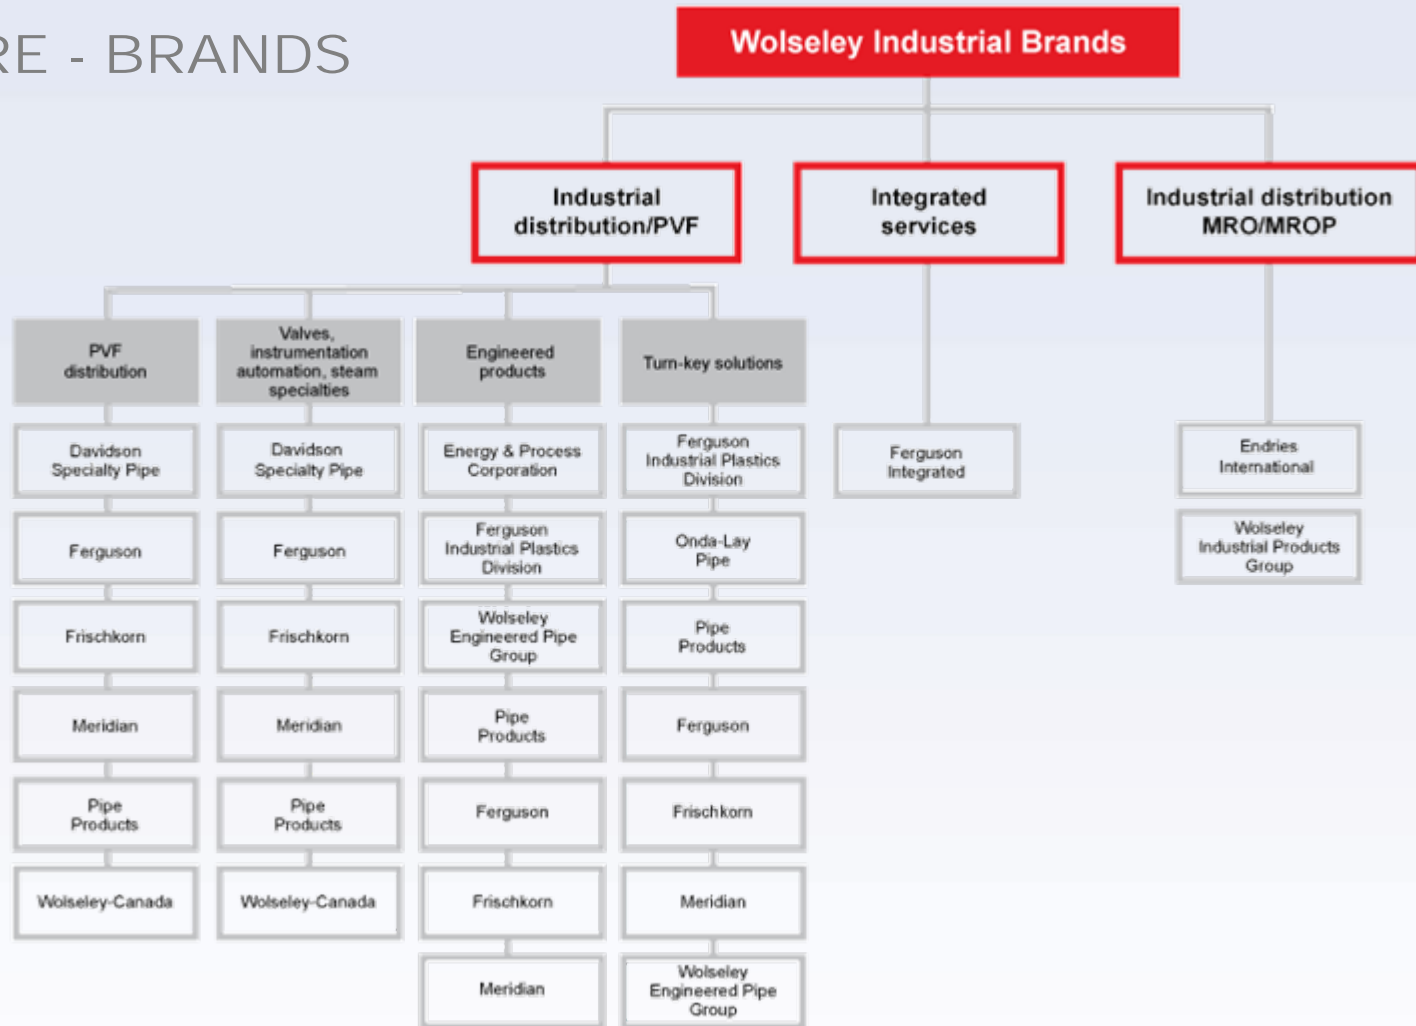 RE - BRANDS
Wolseley Industrial Brands
Industrial
distribution/PVF
Integrated
services
Industrial distribution
MRO/MROP
PVF
distribution
Valves,
instrumentation
automation, steam
specialties
Engineered
products
Turn-key solutions
Davidson
Specialty Pipe
Ferguson
Frischkorn
Meridian
Pipe
Products
Wolseley-Canada
Davidson
Specialty Pipe
Ferguson
Frischkorn
Meridian
Pipe
Products
Wolseley-Canada
Energy & Process
Corporation
Ferguson
Industrial Plastics
Division
Wolseley
Engineered Pipe
Group
Pipe
Products
Ferguson
Frischkorn
Meridian
Ferguson
Industrial Plastics
Division
Onda-Lay
Pipe
Pipe
Products
Ferguson
Frischkorn
Meridian
Wolseley
Engineered Pipe
Group
Ferguson
Integrated
Endries
International
Wolseley
Industrial Products
Group